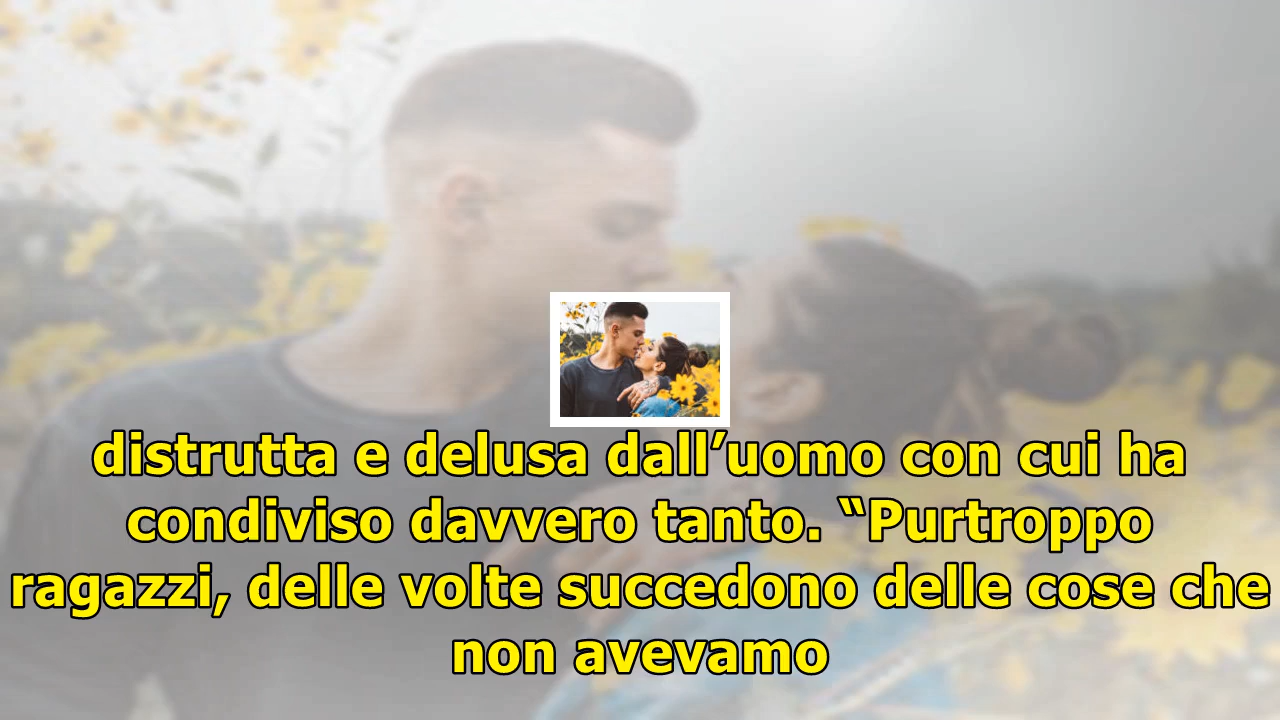 distrutta e delusa dall’uomo con cui ha
condiviso davvero tanto. “Purtroppo
ragazzi, delle volte succedono delle cose che
non avevamo